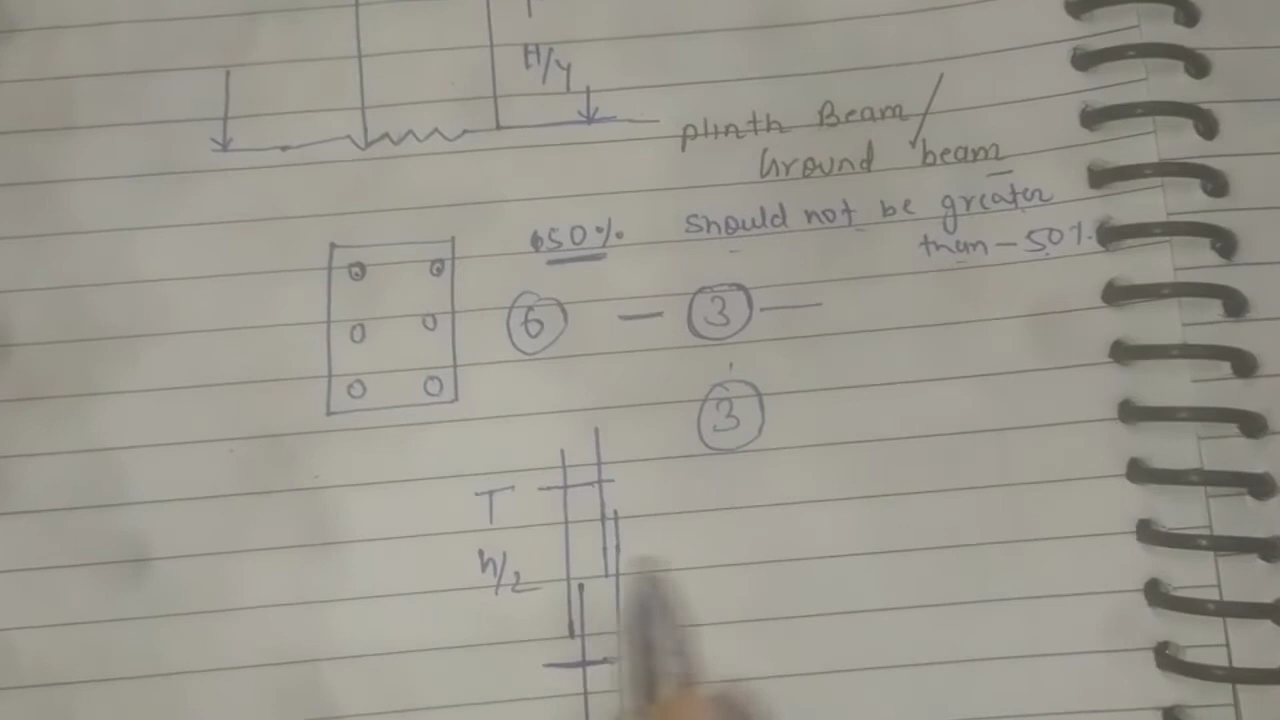 H/4
plinth Beam/
Ground beam
50% should not be greater
than - 50%.
6 - 3 -
3
T
h/2